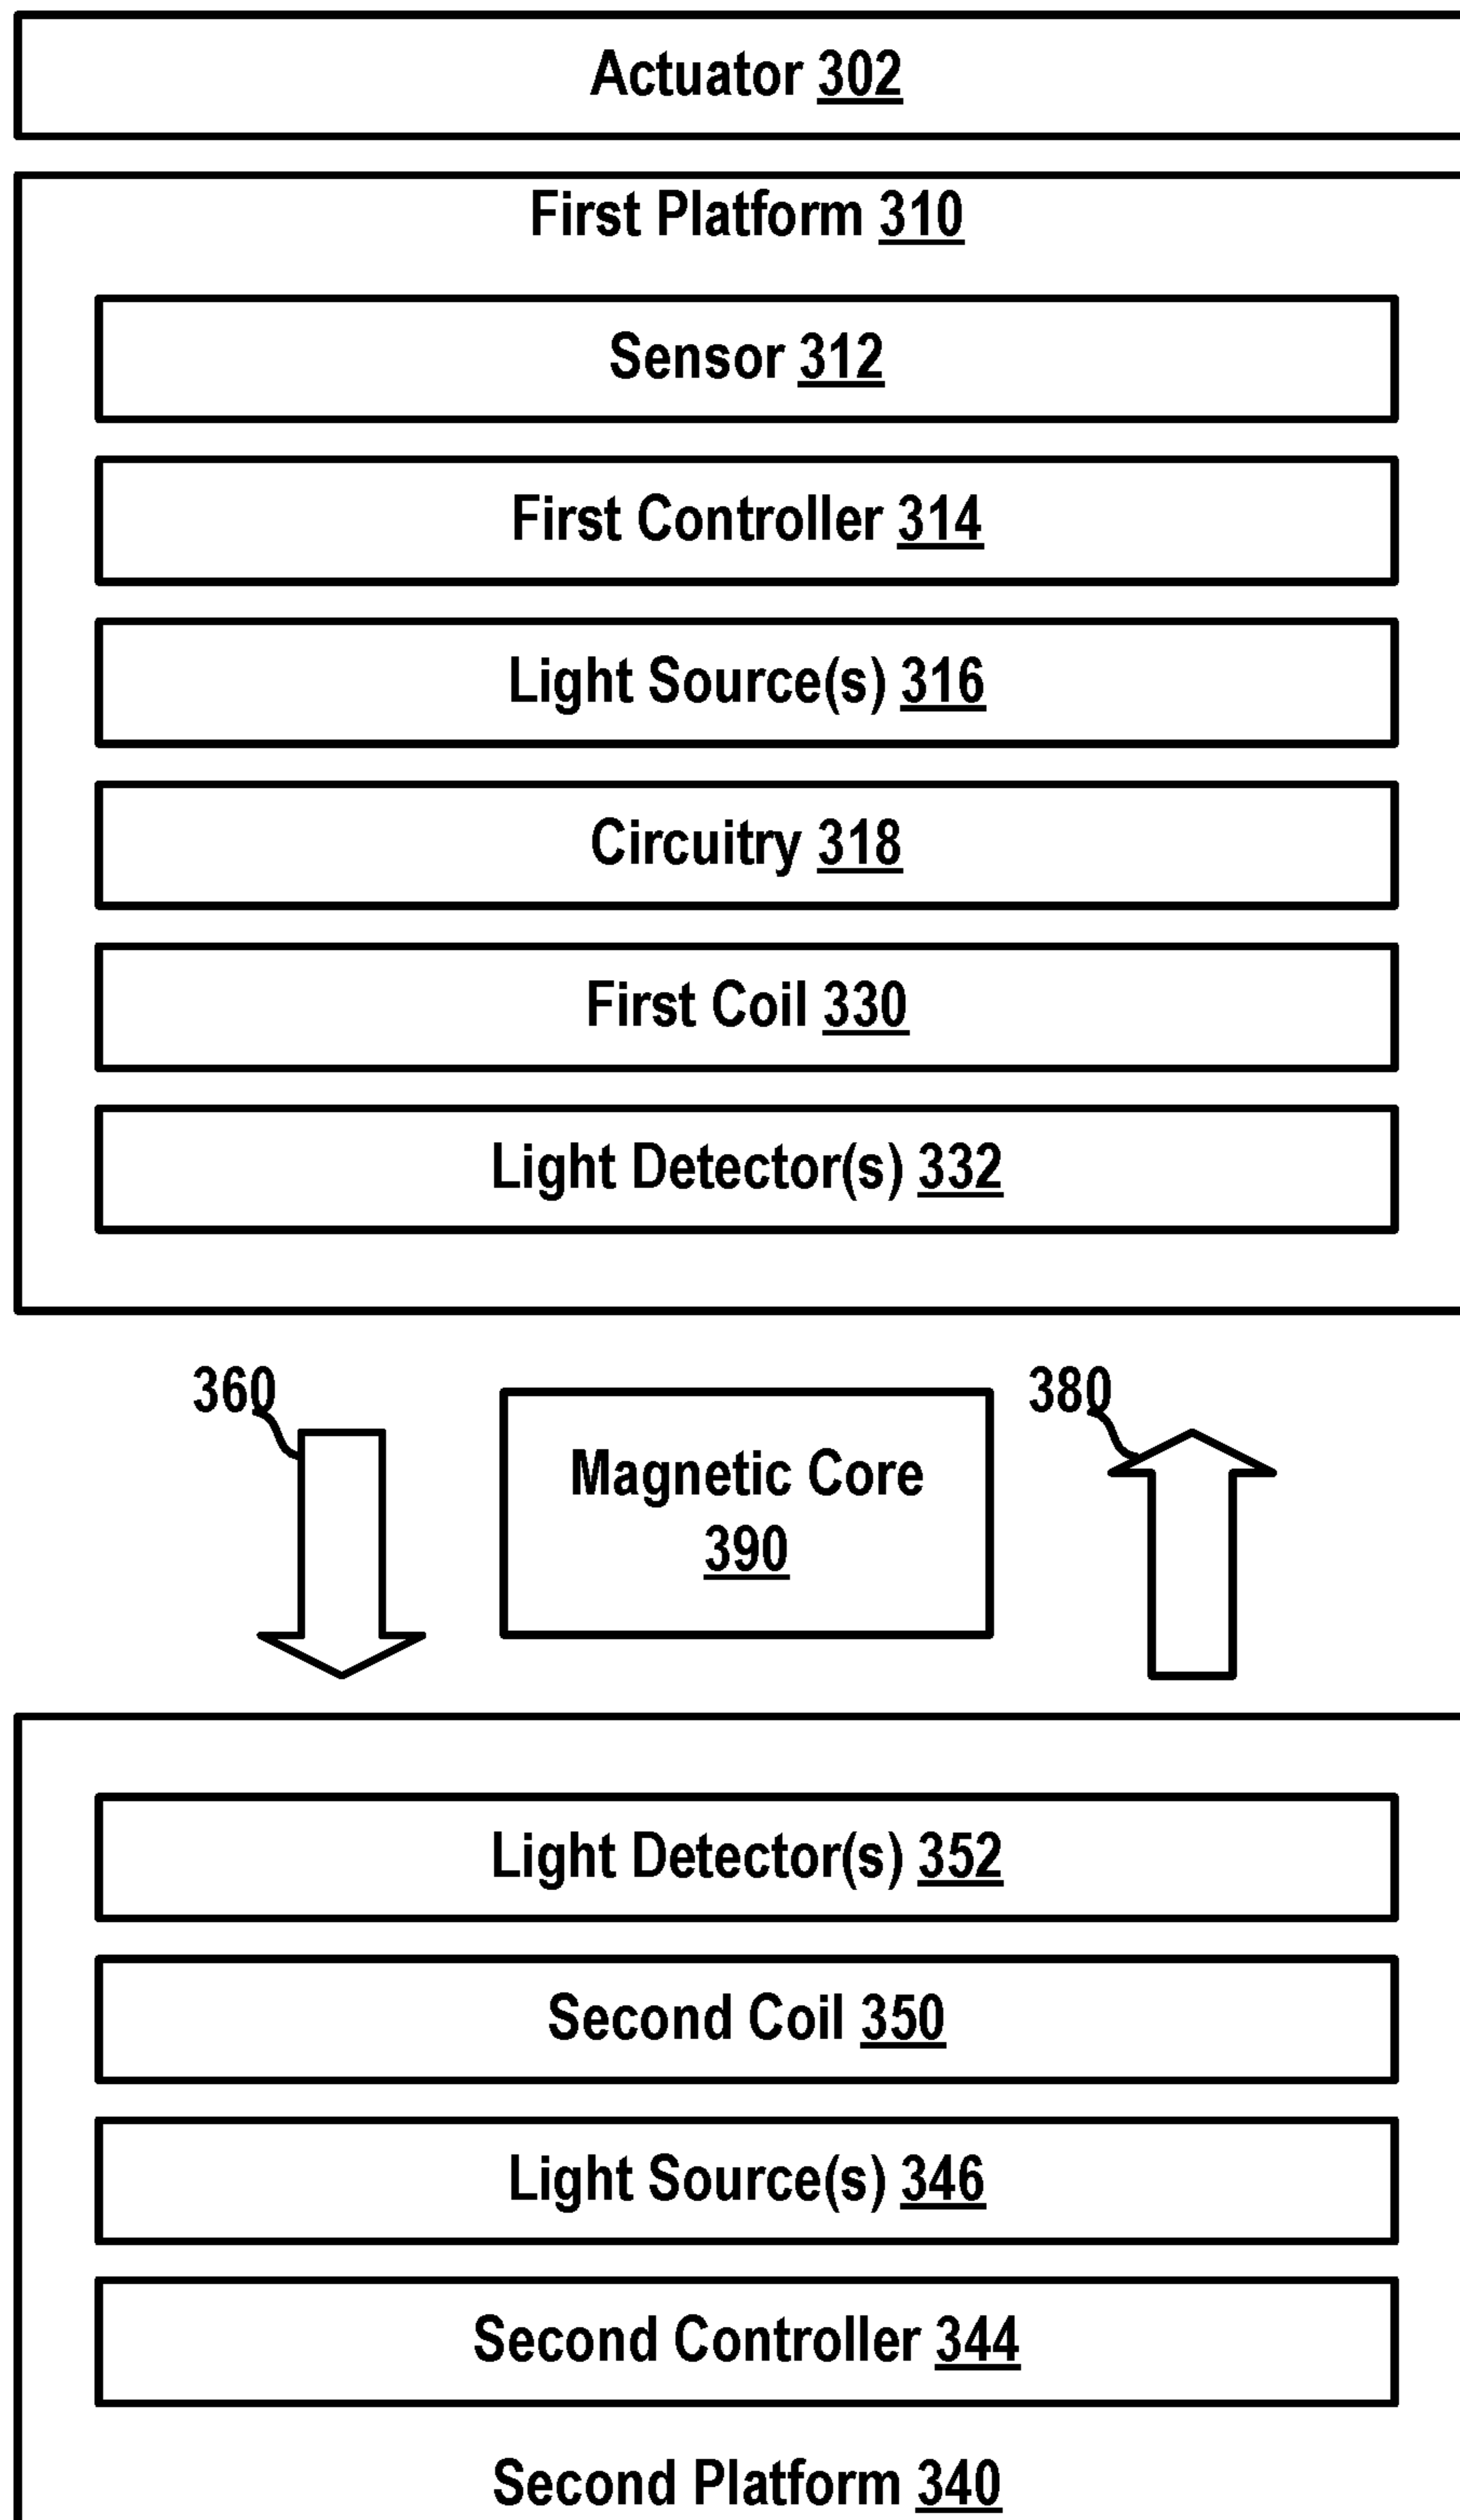 Actuator 302
First Platform 310
Sensor 312
First Controller 314
Light Source(s) 316
Circuitry 318
First Coil 330
Light Detector(s) 332
360
380
Magnetic Core
390
Light Detector(s) 352
Second Coil 350
Light Source(s) 346
Second Controller 344
Second Platform 340